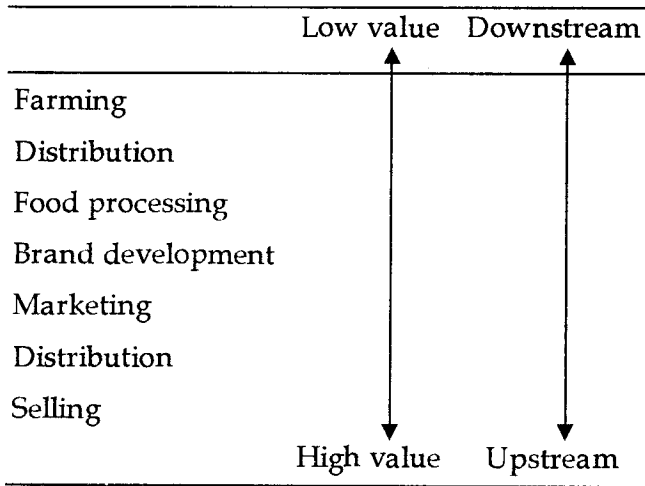 Low value Downstream
Farming
Distribution
Food processing
Brand development
Marketing
Distribution
Selling
High value Upstream